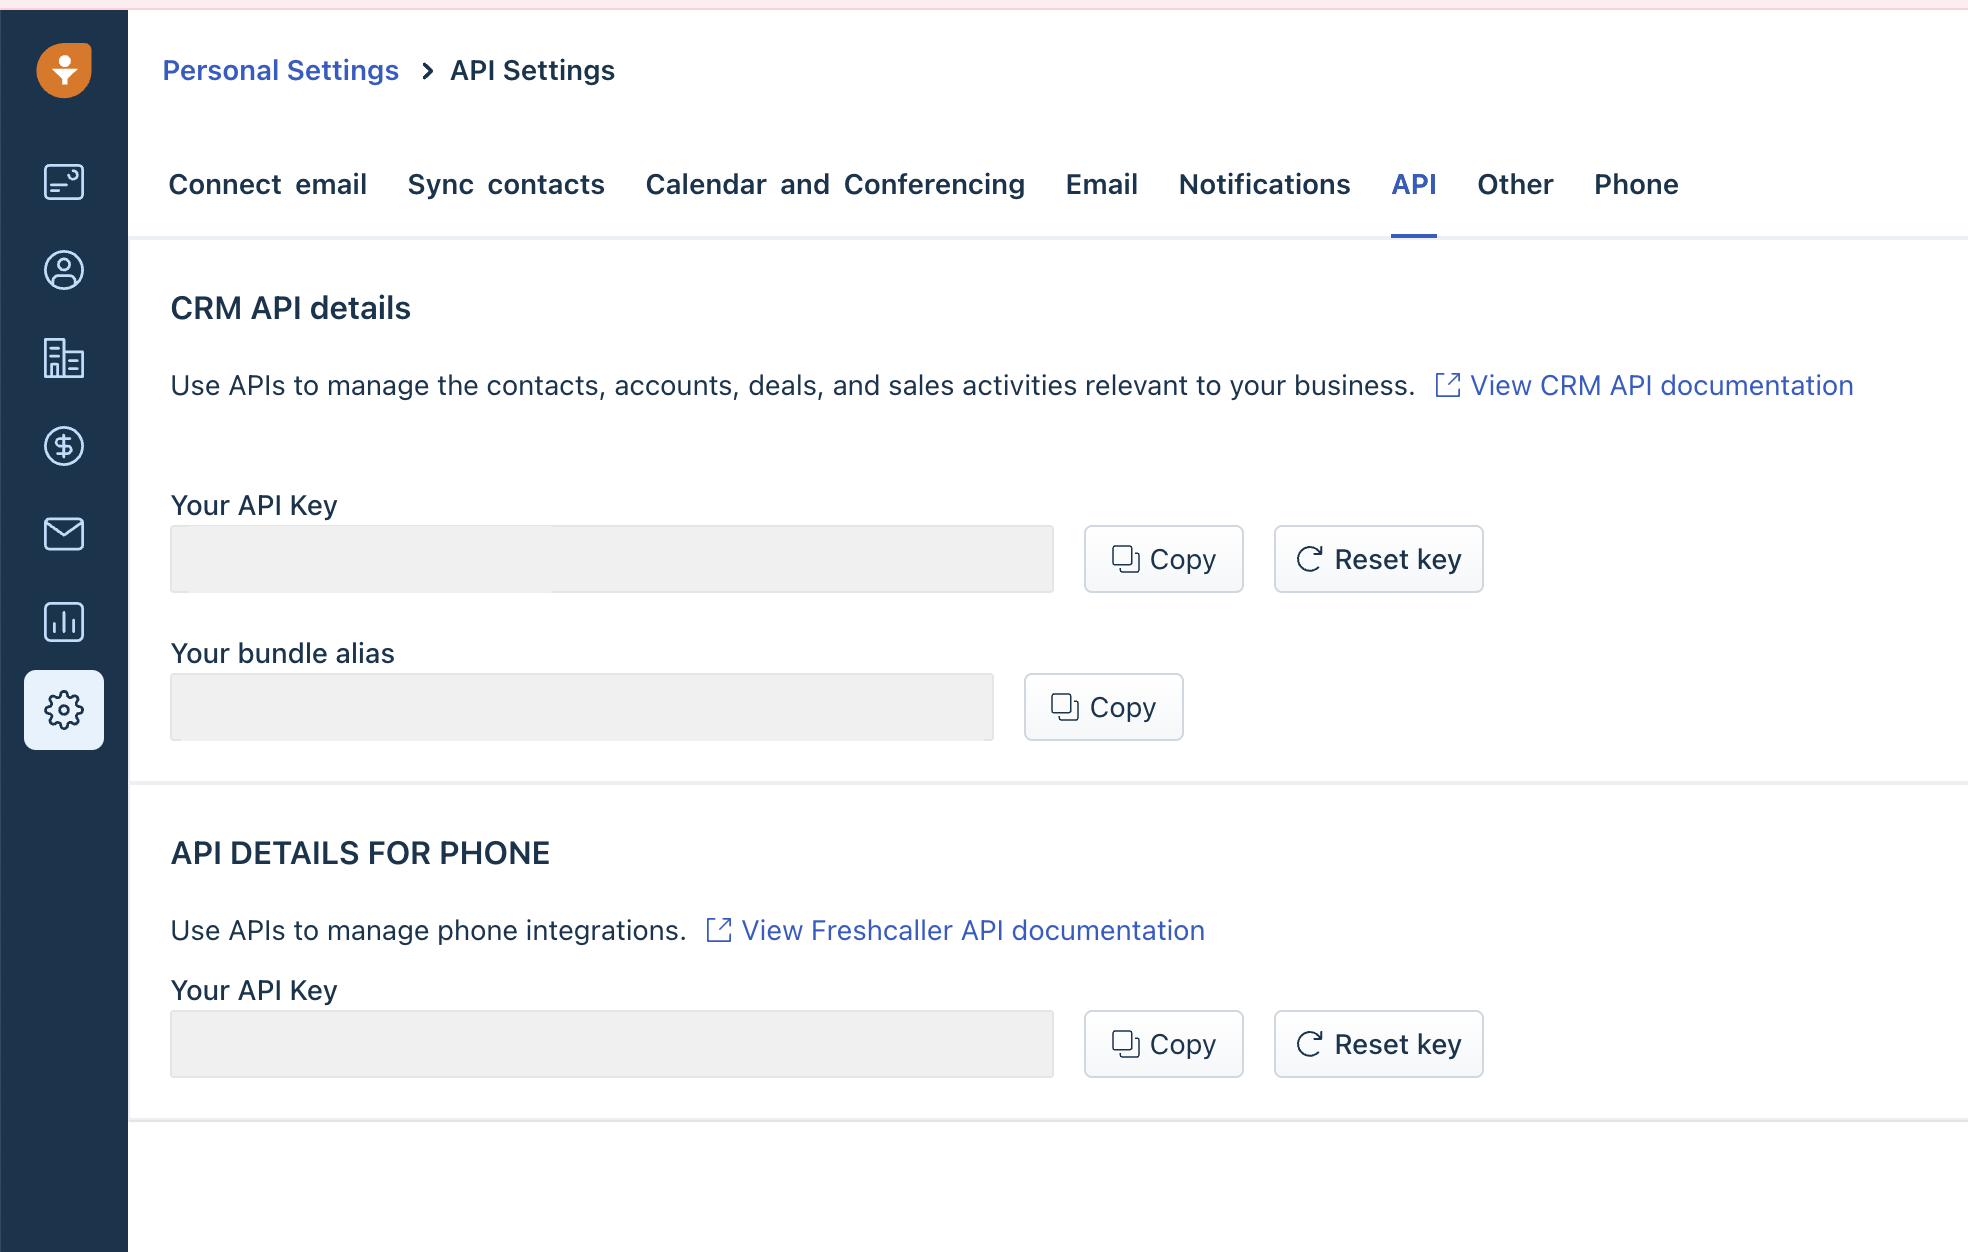 Personal Settings > API Settings
Connect email Sync contacts Calendar and Conferencing Email Notifications API Other Phone
CRM API details
Use APIs to manage the contacts, accounts, deals, and sales activities relevant to your business. View CRM API documentation
Your API Key
Copy Reset key
Your bundle alias
Copy
API DETAILS FOR PHONE
Use APIs to manage phone integrations. View Freshcaller API documentation
Your API Key
Copy Reset key